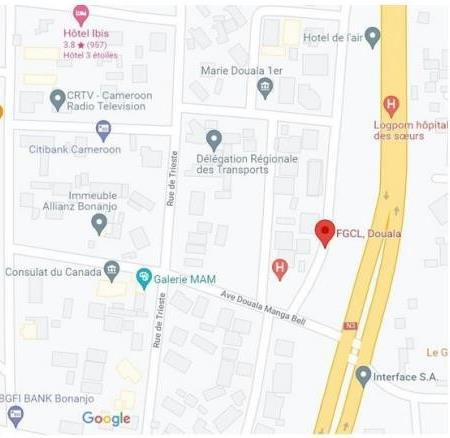 Hôtel Ibis
3.8 ★ (957)
Hôtel 3 étoiles
Hotel de l'air
Marie Douala 1er
CRTV - Cameroon
Radio Television
H
Logpom hôpital
des sœurs
Citibank Cameroon
Délégation Régionale
des Transports
Rue de Trieste
Immeuble
Allianz Bonanjo
FGCL, Douala
H
Consulat du Canada
Galerie MAM
Ave Douala Manga Bell
Rue de Trieste
N3
Le G
Interface S.A.
BGFI BANK Bonanjo
Google